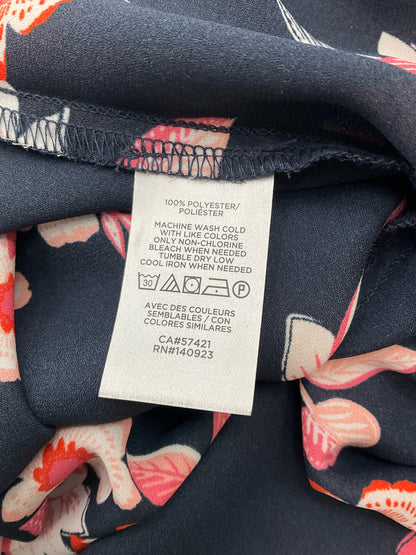 100% POLYESTER/
POLIÉSTER
MACHINE WASH COLD
WITH LIKE COLORS
ONLY NON-CHLORINE
BLEACH WHEN NEEDED
TUMBLE DRY LOW
COOL IRON WHEN NEEDED
30 P
AVEC DES COULEURS
SEMBLABLES / CON
COLORES SIMILARES
CA#57421
RN#140923